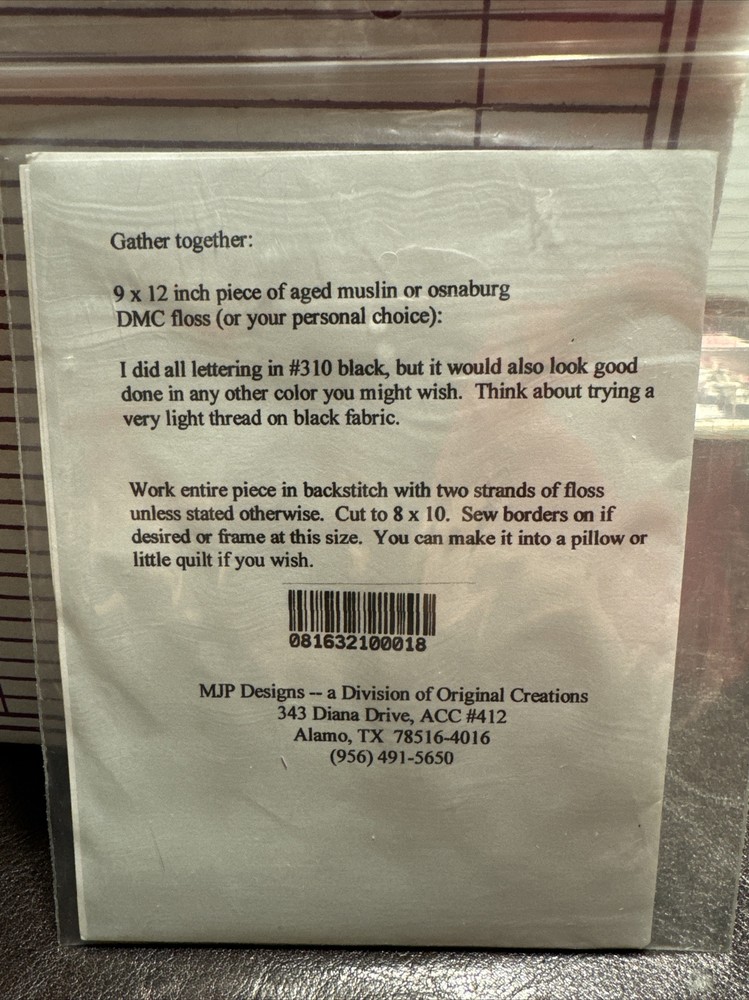 Gather together:
9 x 12 inch piece of aged muslin or osnaburg
DMC floss (or your personal choice):
I did all lettering in #310 black, but it would also look good
done in any other color you might wish. Think about trying a
very light thread on black fabric.
Work entire piece in backstitch with two strands of floss
unless stated otherwise. Cut to 8 x 10. Sew borders on if
desired or frame at this size. You can make it into a pillow or
little quilt if you wish.
081632100018
MJP Designs -- a Division of Original Creations
343 Diana Drive, ACC #412
Alamo, TX 78516-4016
(956) 491-5650